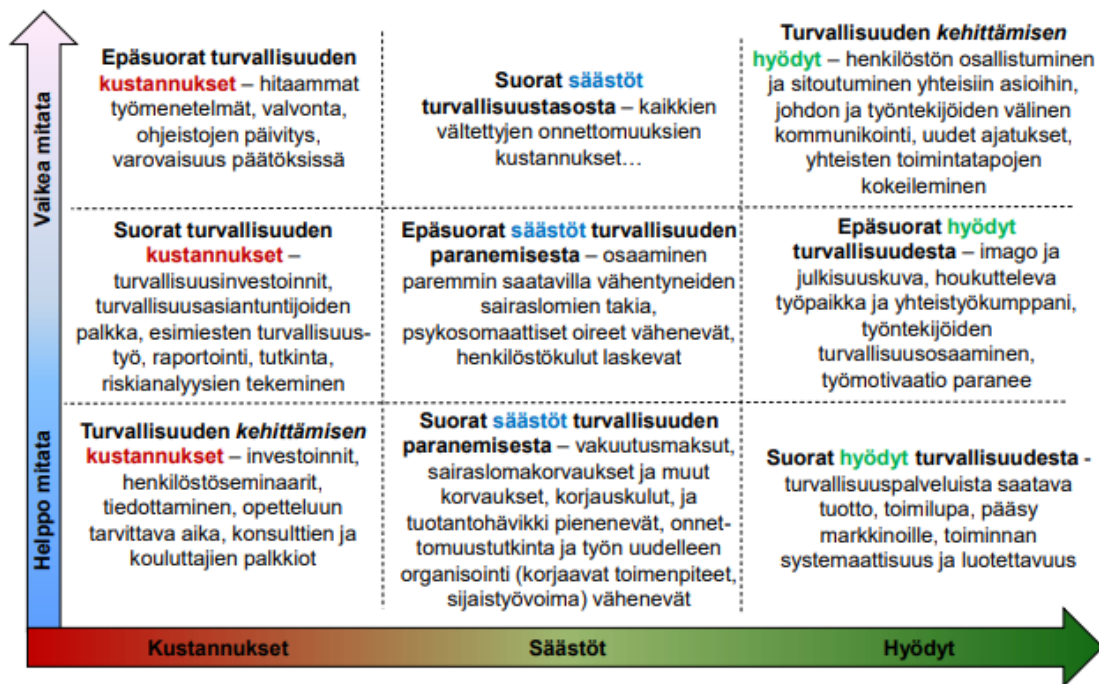 Vaikea mitata
Helppo mitata
Epäsuorat turvallisuuden
kustannukset – hitaammat
työmenetelmät, valvonta,
ohjeistojen päivitys,
varovaisuus päätöksissä
Suorat säästöt
turvallisuustasosta – kaikkien
vältettyjen onnettomuuksien
kustannukset…
Turvallisuuden kehittämisen
hyödyt – henkilöstön osallistuminen
ja sitoutuminen yhteisiin asioihin,
johdon ja työntekijöiden välinen
kommunikointi, uudet ajatukset,
yhteisten toimintatapojen
kokeileminen
Suorat turvallisuuden
kustannukset –
turvallisuusinvestoinnit,
turvallisuusasiantuntijoiden
palkka, esimiesten turvallisuus-
työ, raportointi, tutkinta,
riskianalyysien tekeminen
Epäsuorat säästöt turvallisuuden
paranemisesta – osaaminen
paremmin saatavilla vähentyneiden
sairaslomien takia,
psykosomaattiset oireet vähenevät,
henkilöstökulut laskevat
Epäsuorat hyödyt
turvallisuudesta – imago ja
julkisuuskuva, houkutteleva
työpaikka ja yhteistyökumppani,
työntekijöiden
turvallisuusosaaminen,
työmotivaatio paranee
Turvallisuuden kehittämisen
kustannukset – investoinnit,
henkilöstöseminaarit,
tiedottaminen, opetteluun
tarvittava aika, konsulttien ja
kouluttajien palkkiot
Suorat säästöt turvallisuuden
paranemisesta – vakuutusmaksut,
sairaslomakorvaukset ja muut
korvaukset, korjauskulut, ja
tuotantohävikki pienenevät, onnet-
tomuustutkinta ja työn uudelleen
organisointi (korjaavat toimenpiteet,
sijaistyövoima) vähenevät
Suorat hyödyt turvallisuudesta -
turvallisuuspalveluista saatava
tuotto, toimilupa, pääsy
markkinoille, toiminnan
systemaattisuus ja luotettavuus
Kustannukset
Säästöt
Hyödyt